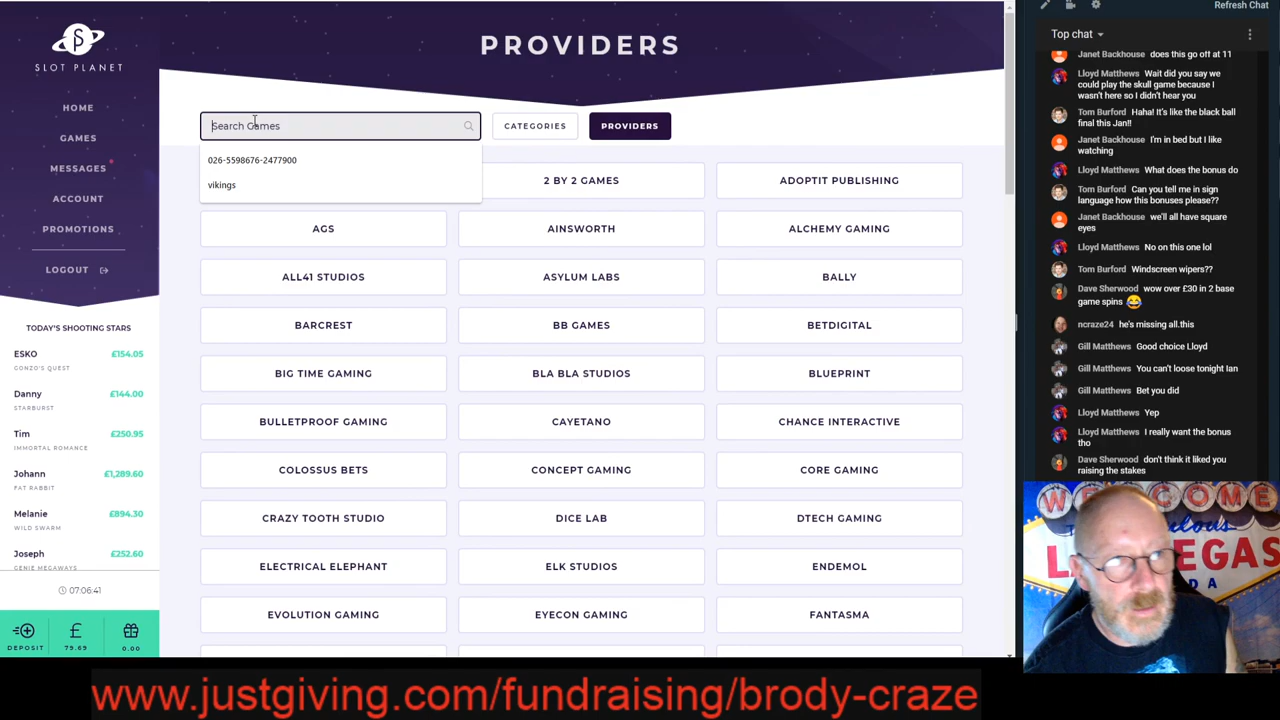 SLOT PLANET
HOME
GAMES
MESSAGES
ACCOUNT
PROMOTIONS
LOGOUT
TODAY'S SHOOTING STARS
ESKO £154.05
GONZO'S QUEST
Danny £144.00
STARBURST
Tim £250.95
IMMORTAL ROMANCE
Johann £1,289.60
FAT RABBIT
Melanie £894.30
WILD SWARM
Joseph £252.60
GENIE MEGAWAYS
07:06:41
DEPOSIT 79.69 0.00
PROVIDERS
Search Games
CATEGORIES
PROVIDERS
026-5598676-2477900
vikings
2 BY 2 GAMES
ADOPTIT PUBLISHING
AGS
AINSWORTH
ALCHEMY GAMING
ALL41 STUDIOS
ASYLUM LABS
BALLY
BARCREST
BB GAMES
BETDIGITAL
BIG TIME GAMING
BLA BLA STUDIOS
BLUEPRINT
BULLETPROOF GAMING
CAYETANO
CHANCE INTERACTIVE
COLOSSUS BETS
CONCEPT GAMING
CORE GAMING
CRAZY TOOTH STUDIO
DICE LAB
DTECH GAMING
ELECTRICAL ELEPHANT
ELK STUDIOS
ENDEMOL
EVOLUTION GAMING
EYECON GAMING
FANTASMA
Refresh Chat
Top chat
Janet Backhouse does this go off at 11
Lloyd Matthews Wait did you say we
could play the skull game because I
wasn't here so I didn't hear you
Tom Burford Haha! It's like the black ball
final this Jan!!
Janet Backhouse I'm in bed but I like
watching
Lloyd Matthews What does the bonus do
Tom Burford Can you tell me in sign
language how this bonuses please??
Janet Backhouse we'll all have square
eyes
Lloyd Matthews No on this one lol
Tom Burford Windscreen wipers??
Dave Sherwood wow over £30 in 2 base
game spins
ncraze24 he's missing all.this
Gill Matthews Good choice Lloyd
Gill Matthews You can't loose tonight Ian
Gill Matthews Bet you did
Lloyd Matthews Yep
Lloyd Matthews I really want the bonus
tho
Dave Sherwood don't think it liked you
raising the stakes
WELCOME
www.justgiving.com/fundraising/brody-craze